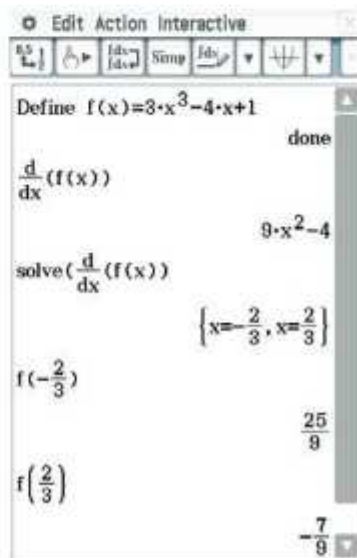 Edit Action Interactive
Simp
Define f(x)=3·x^3−4·x+1
done
d/dx(f(x))
9·x^2−4
solve(d/dx(f(x))
{x=−2/3, x=2/3}
f(−2/3)
25/9
f(2/3)
−7/9